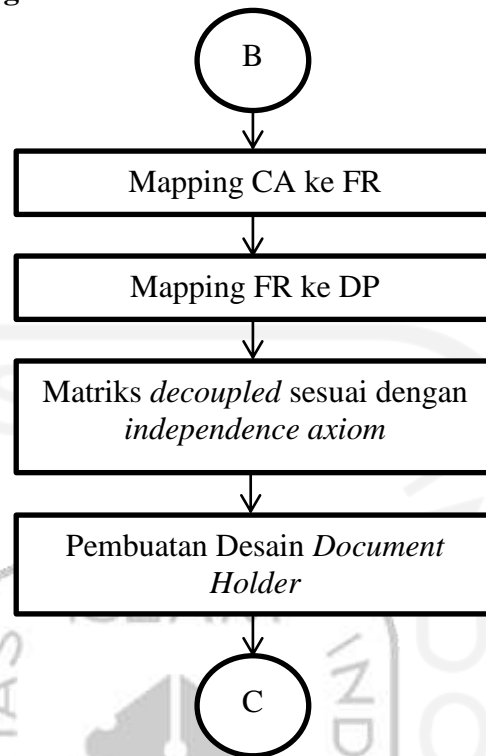 g
B
Mapping CA ke FR
Mapping FR ke DP
Matriks decoupled sesuai dengan
independence axiom
Pembuatan Desain Document
Holder
C